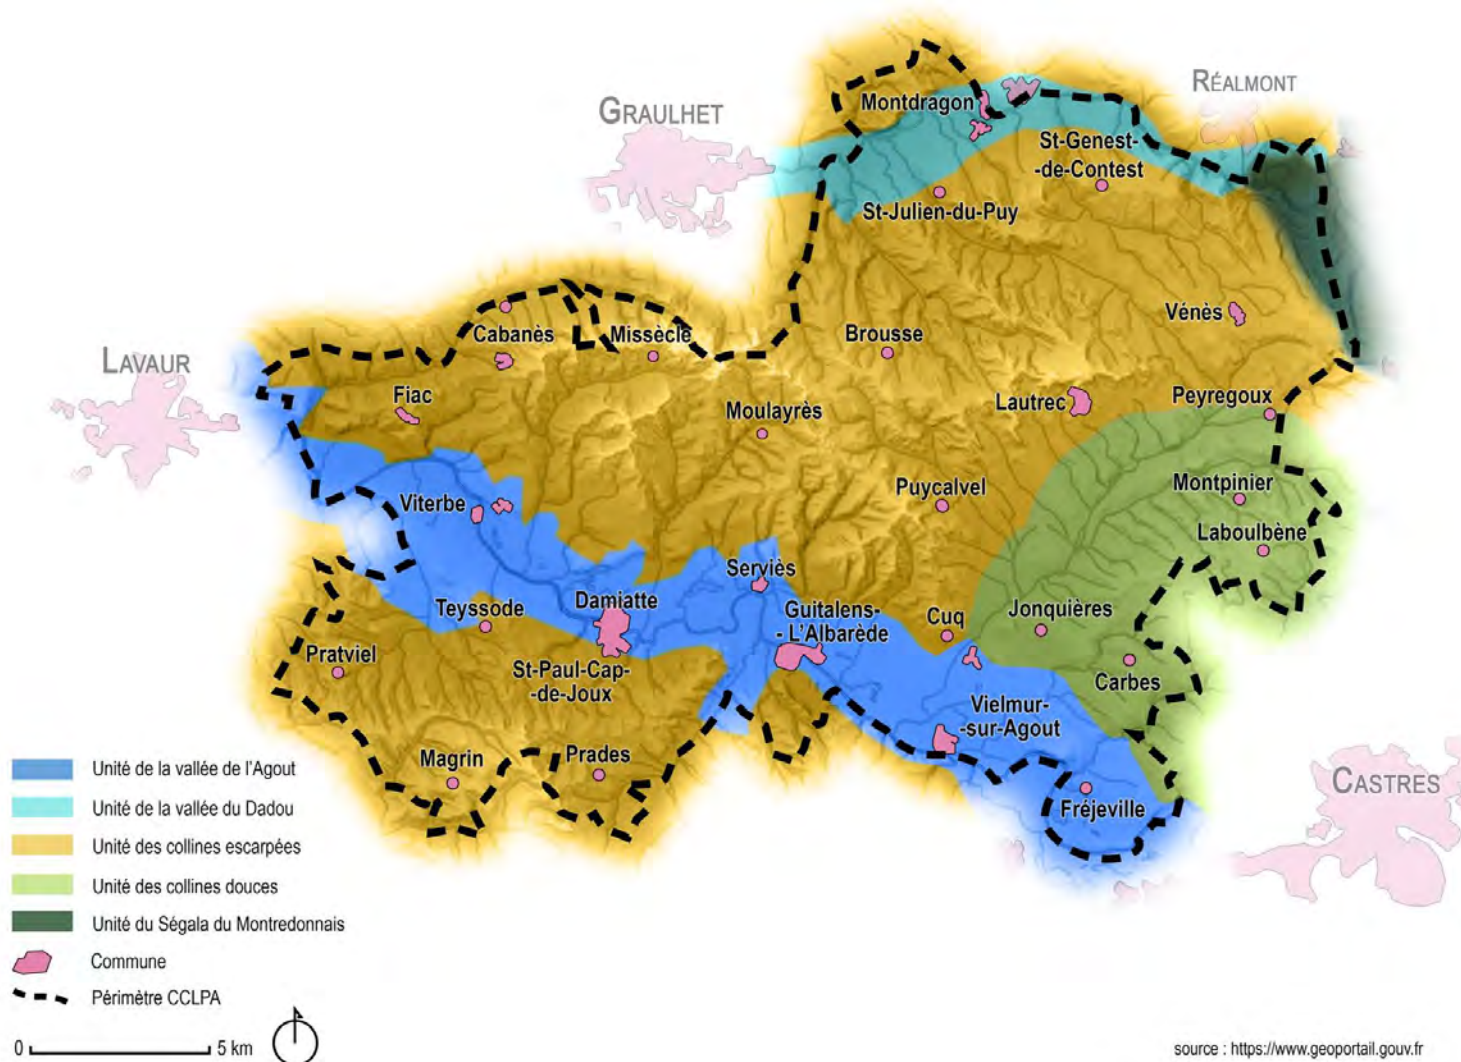 GRAULHET
RÉALMONT
Montdragon
St-Genest-
-de-Contest
St-Julien-du-Puy
LAVAUR
Cabanès
Missècle
Brousse
Vénès
Fiac
Moulayrès
Lautrec
Peyregoux
Viterbe
Puycalvel
Montpinier
Laboulbène
Serviès
Teyssode
Damiatte
Guitalens-
- L'Albarède
Cuq
Jonquières
Pratviel
St-Paul-Cap-
-de-Joux
Carbes
Vielmur-
-sur-Agout
Magrin
Prades
Fréjeville
CASTRES
Unité de la vallée de l'Agout
Unité de la vallée du Dadou
Unité des collines escarpées
Unité des collines douces
Unité du Ségala du Montredonnais
Commune
Périmètre CCLPA
0 5 km
source : https://www.geoportail.gouv.fr